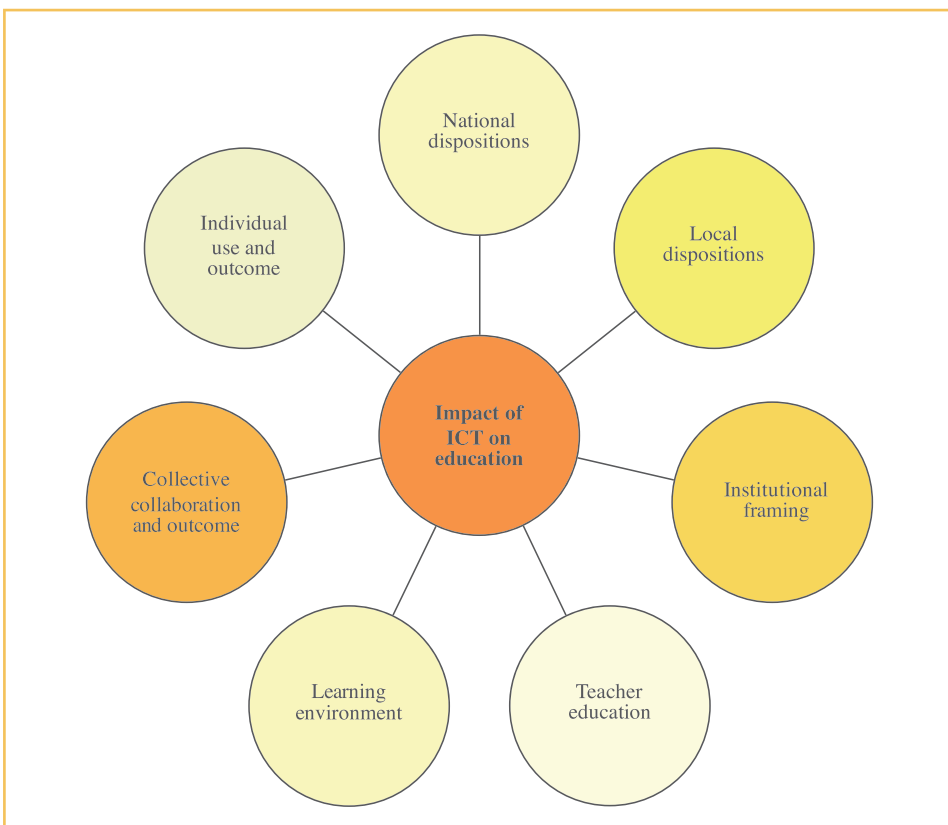 National
dispositions
Local
dispositions
Institutional
framing
Teacher
education
Learning
environment
Collective
collaboration
and outcome
Individual
use and
outcome
Impact of
ICT on
education